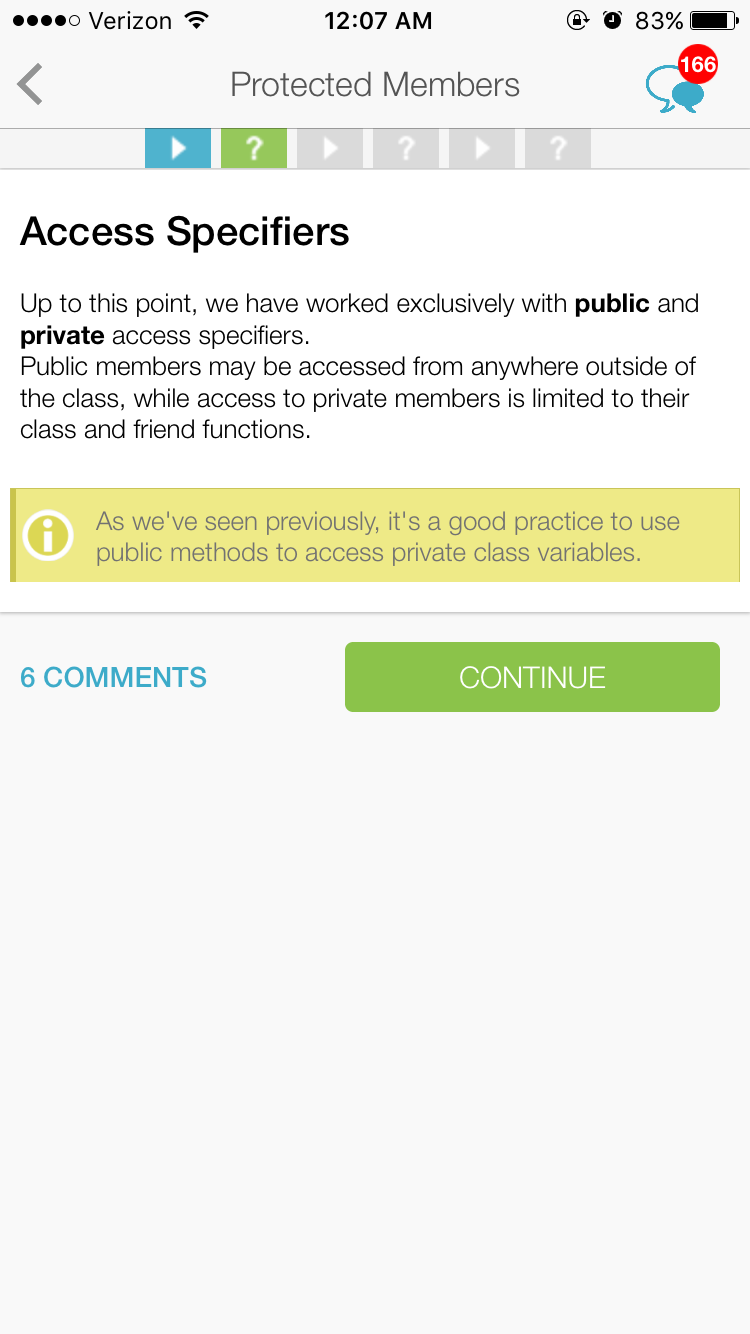 Verizon 12:07 AM 83%
Protected Members 166
? ? ?
Access Specifiers
Up to this point, we have worked exclusively with public and
private access specifiers.
Public members may be accessed from anywhere outside of
the class, while access to private members is limited to their
class and friend functions.
As we've seen previously, it's a good practice to use
public methods to access private class variables.
6 COMMENTS CONTINUE